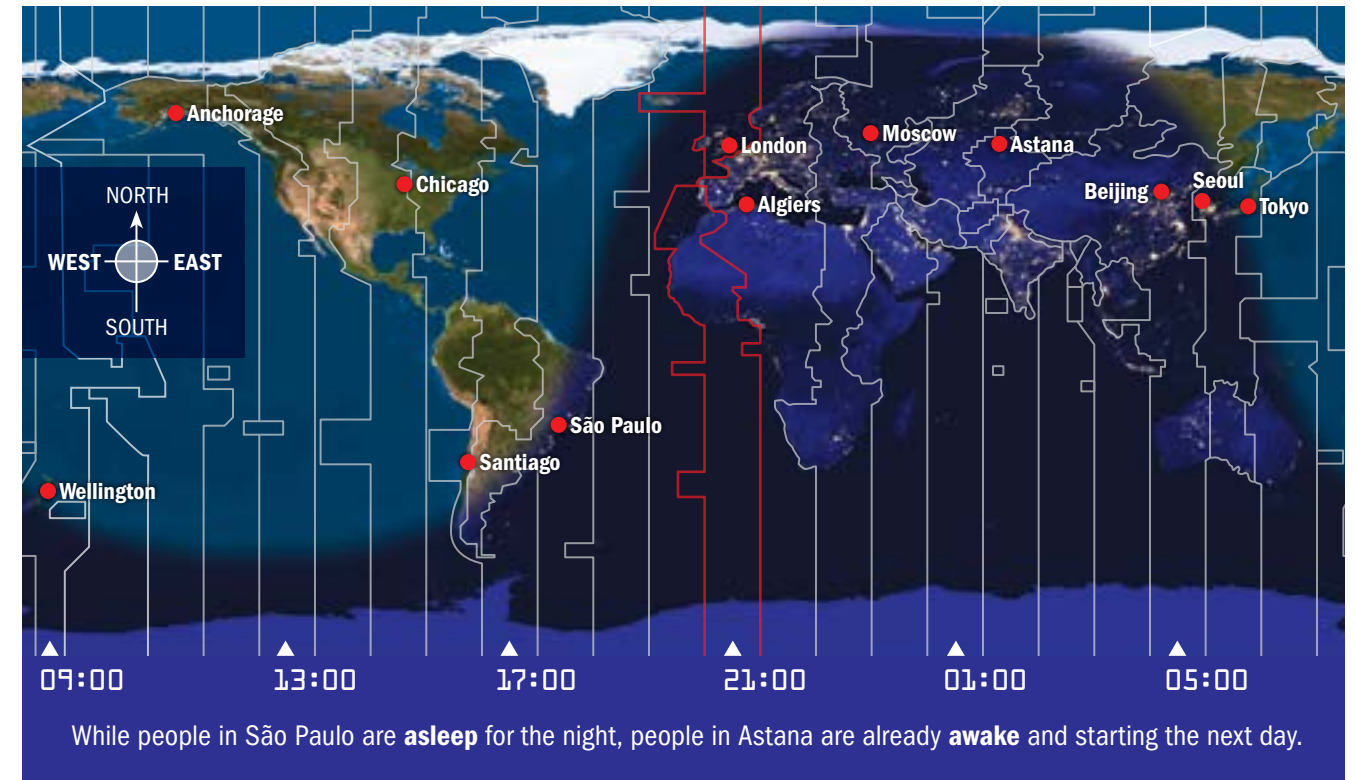 Anchorage
London
Moscow
Astana
Chicago
Beijing
Seoul
Algiers
Tokyo
NORTH
WEST EAST
SOUTH
São Paulo
Santiago
Wellington
09:00 13:00 17:00 21:00 01:00 05:00
While people in São Paulo are asleep for the night, people in Astana are already awake and starting the next day.